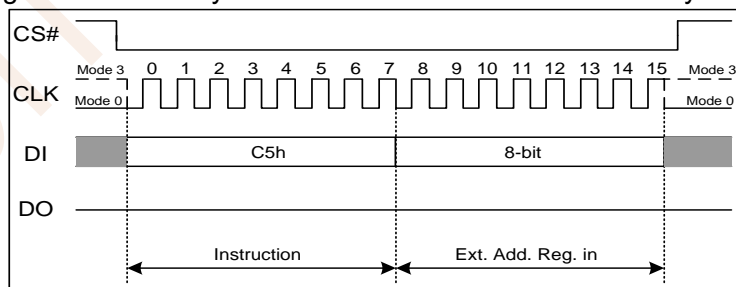 CS#
Mode 3 0 1 2 3 4 5 6 7 8 9 10 11 12 13 14 15 Mode 3
CLK
Mode 0 Mode 0
DI C5h 8-bit
DO
Instruction Ext. Add. Reg. in